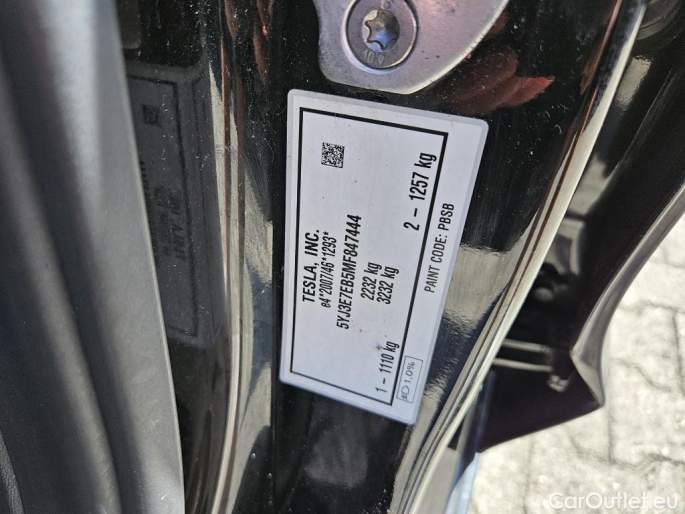 TESLA, INC.
e4*2007/46*1293*
5YJ3E7EB5MF847444
2232 kg
3232 kg
1 – 1110 kg
2 – 1257 kg
1.0%
PAINT CODE: PBSB
CarOutlet.eu